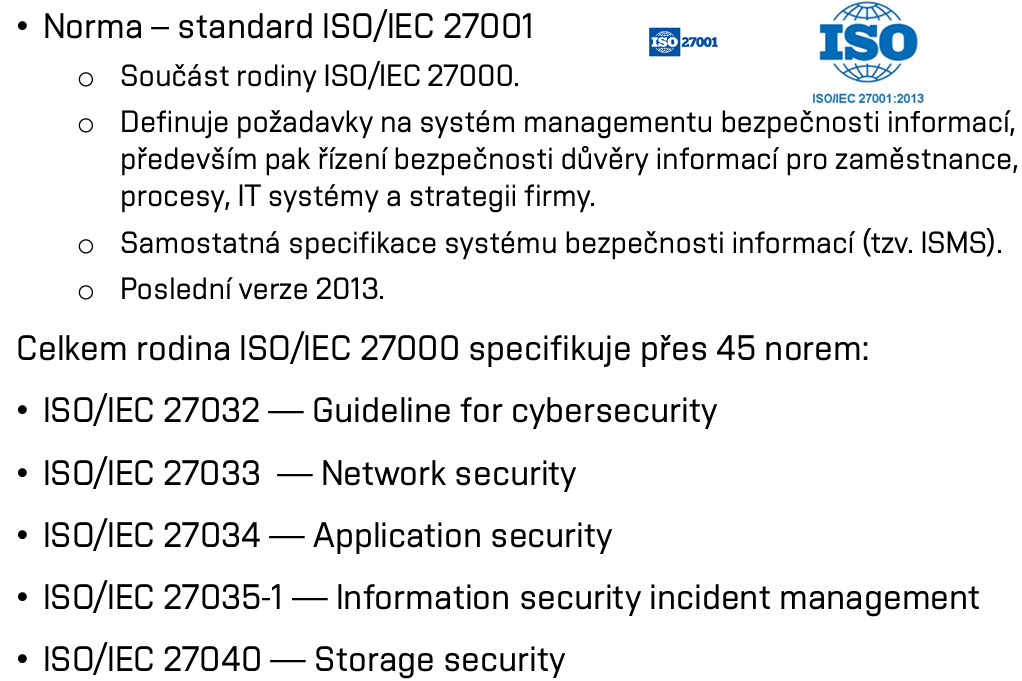 • Norma – standard ISO/IEC 27001
ISO 27001
ISO
ISO/IEC 27001:2013
o Součást rodiny ISO/IEC 27000.
o Definuje požadavky na systém managementu bezpečnosti informací,
především pak řízení bezpečnosti důvěry informací pro zaměstnance,
procesy, IT systémy a strategii firmy.
o Samostatná specifikace systému bezpečnosti informací (tzv. ISMS).
o Poslední verze 2013.
Celkem rodina ISO/IEC 27000 specifikuje přes 45 norem:
• ISO/IEC 27032 — Guideline for cybersecurity
• ISO/IEC 27033 — Network security
• ISO/IEC 27034 — Application security
• ISO/IEC 27035-1 — Information security incident management
• ISO/IEC 27040 — Storage security